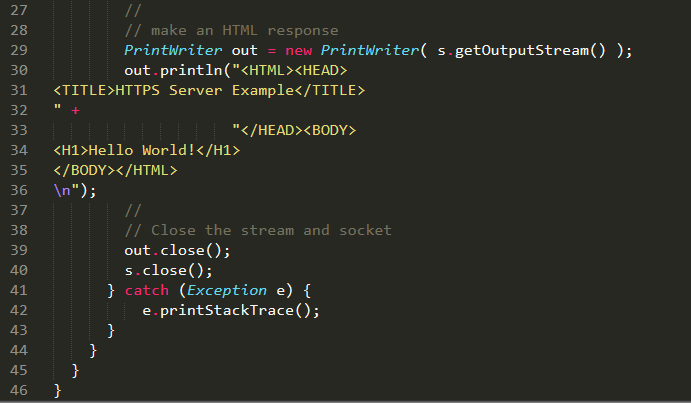 27 //
28 // make an HTML response
29 PrintWriter out = new PrintWriter( s.getOutputStream() );
30 out.println("<HTML><HEAD>
31 <TITLE>HTTPS Server Example</TITLE>
32 " +
33 "</HEAD><BODY>
34 <H1>Hello World!</H1>
35 </BODY></HTML>
36 \n");
37 //
38 // Close the stream and socket
39 out.close();
40 s.close();
41 } catch (Exception e) {
42 e.printStackTrace();
43 }
44 }
45 }
46 }